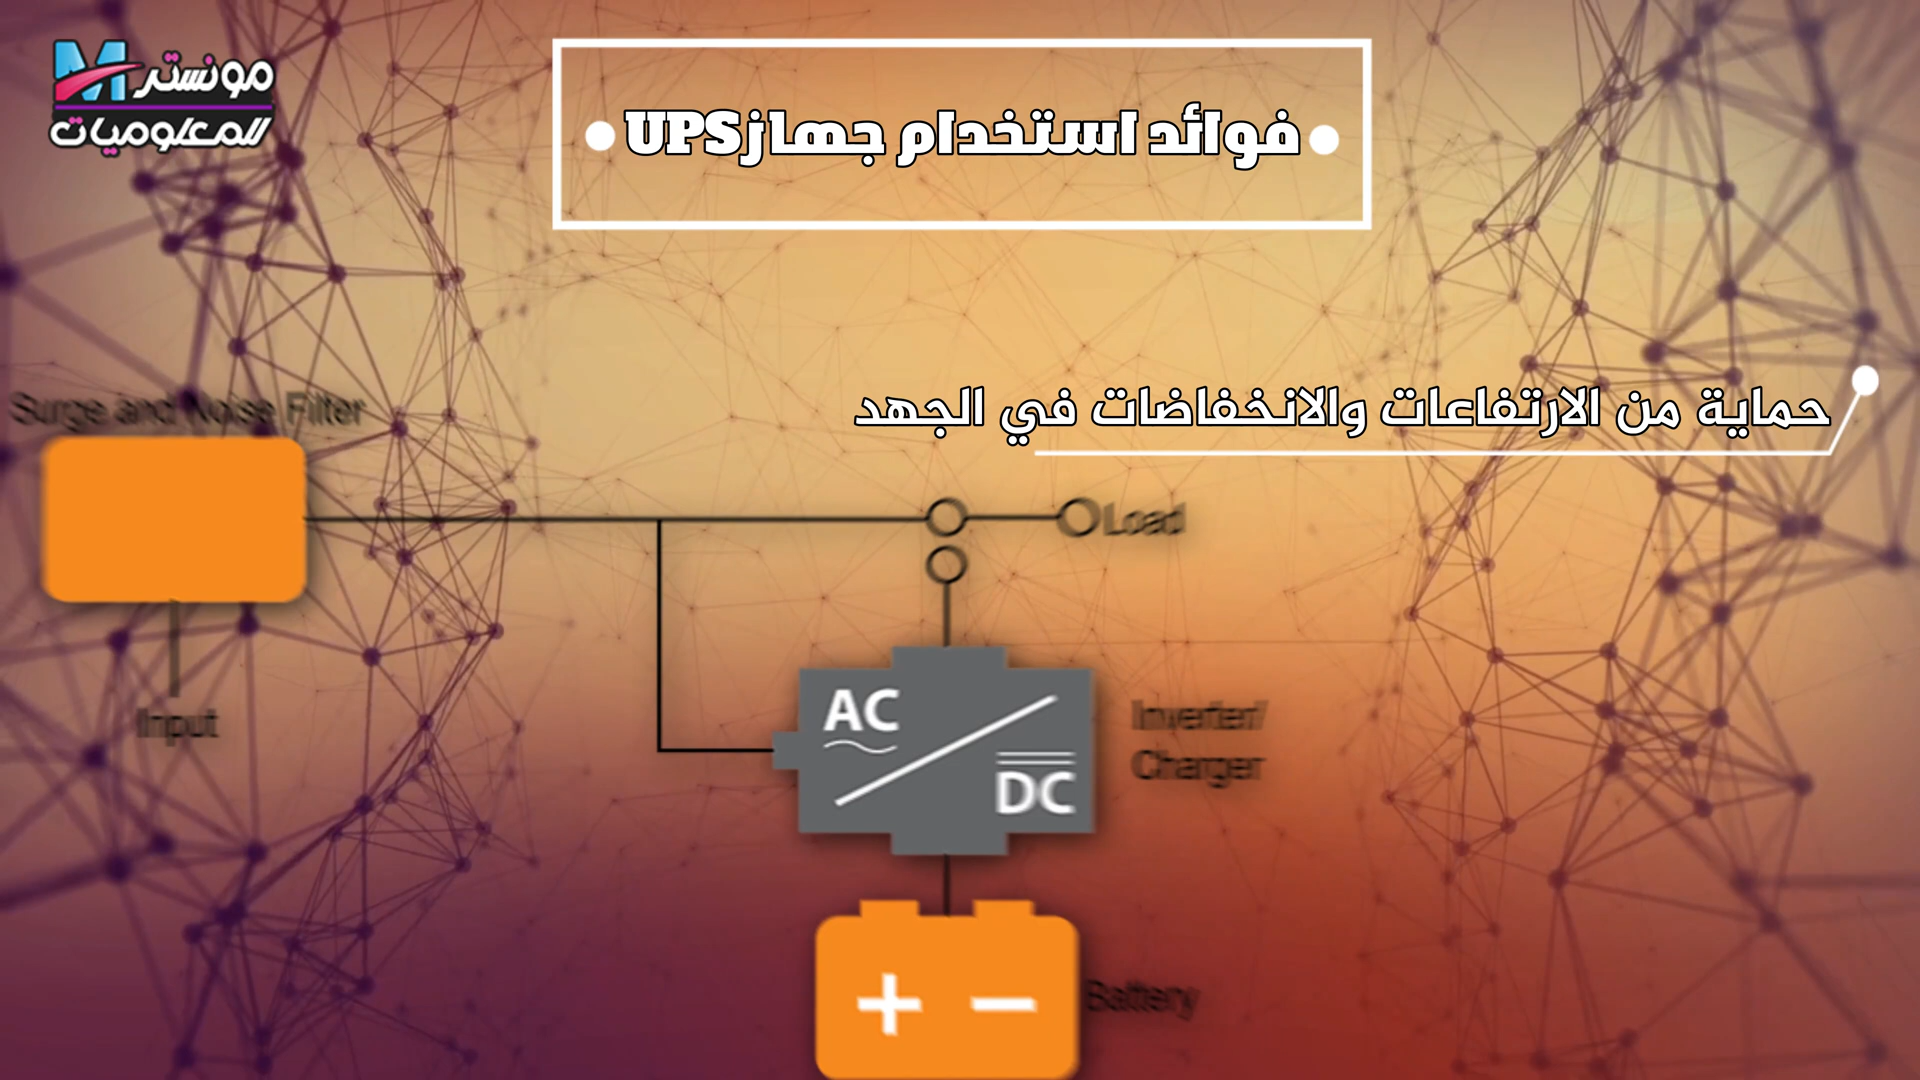 مونستر
للمعلوميات
فوائد استخدام جهازUPS
حماية من الارتفاعات والانخفاضات في الجهد
Surge and Noise Filter
Load
Input
AC
DC
Inverter/
Charger
Battery